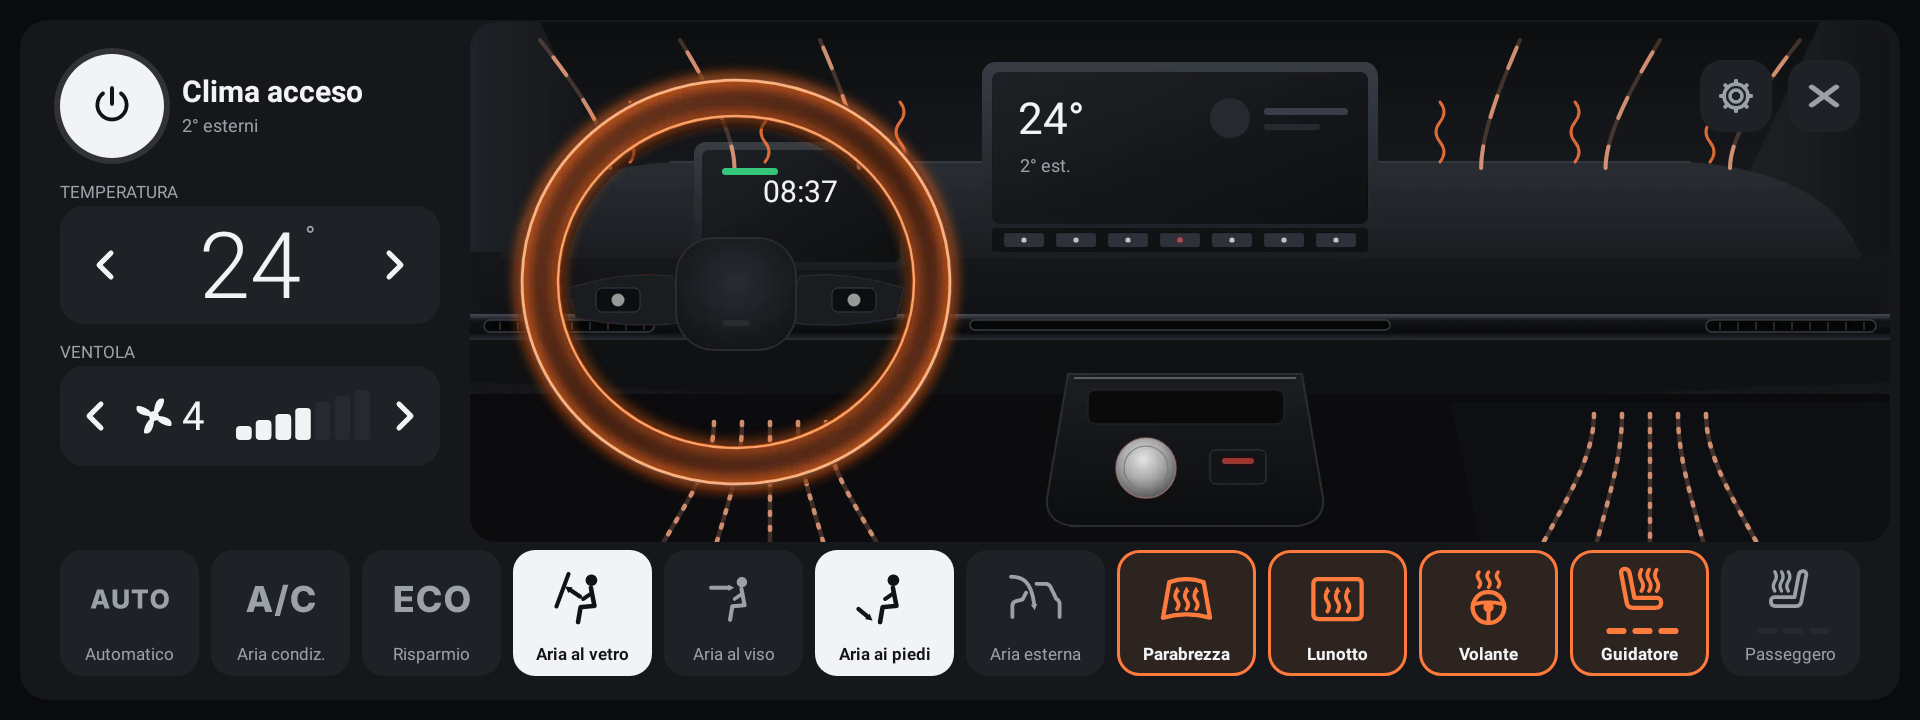 Clima acceso
2° esterni
TEMPERATURA
24°
VENTOLA
4
08:37
24°
2° est.
AUTO
Automatico
A/C
Aria condiz.
ECO
Risparmio
Aria al vetro
Aria al viso
Aria ai piedi
Aria esterna
Parabrezza
Lunotto
Volante
Guidatore
Passeggero